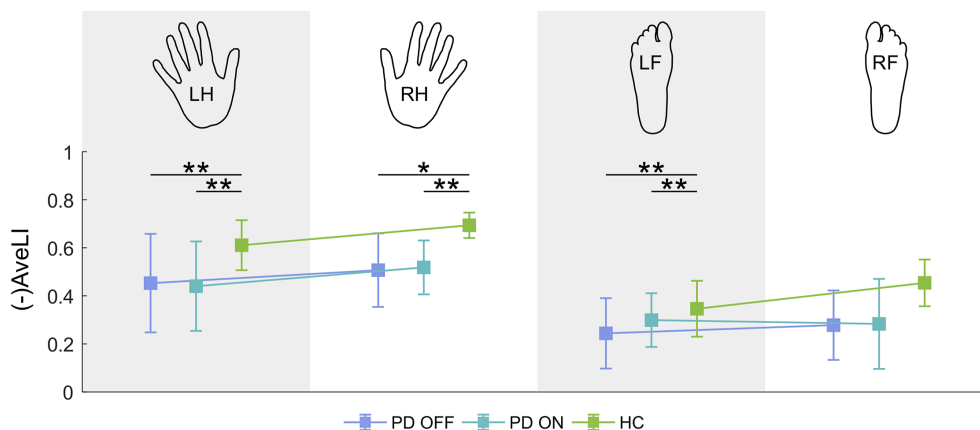 LH RH LF RF
(-)AveLI
1
0.8
0.6
0.4
0.2
0
** * **
** ** **
PD OFF PD ON HC